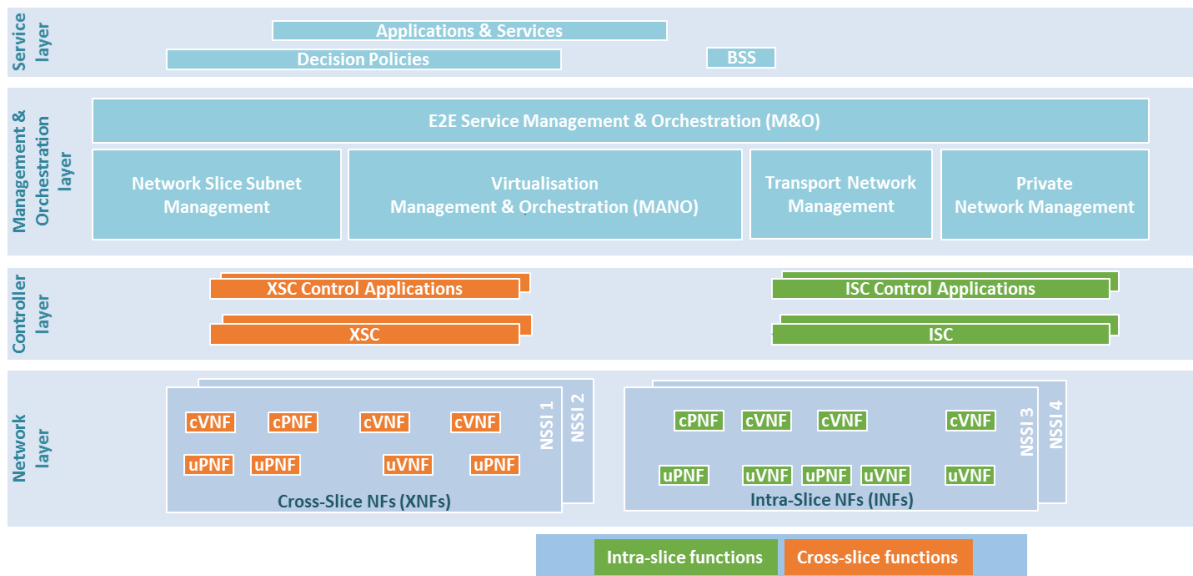 Service
layer
Applications & Services
Decision Policies
BSS
Management &
Orchestration
layer
E2E Service Management & Orchestration (M&O)
Network Slice Subnet
Management
Virtualisation
Management & Orchestration (MANO)
Transport Network
Management
Private
Network Management
Controller
layer
XSC Control Applications
ISC Control Applications
XSC
ISC
Network
layer
cVNF
cPNF
cVNF
cVNF
uPNF
uPNF
uVNF
uPNF
Cross-Slice NFs (XNFs)
NSSI 1
NSSI 2
cPNF
cVNF
cVNF
cVNF
uPNF
uVNF
uPNF
uVNF
uVNF
Intra-Slice NFs (INFs)
NSSI 3
NSSI 4
Intra-slice functions
Cross-slice functions